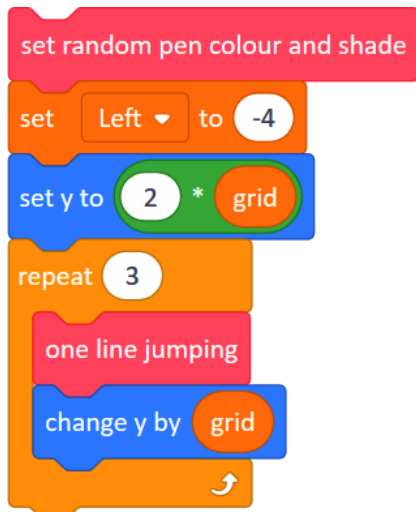 set random pen colour and shade
set Left to -4
set y to 2 * grid
repeat 3
one line jumping
change y by grid